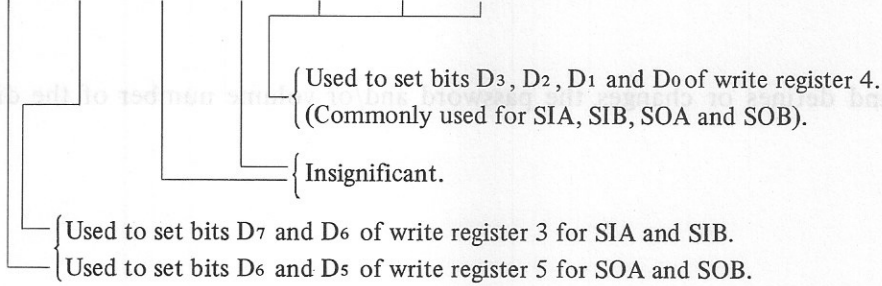 Used to set bits D3, D2, D1 and D0 of write register 4.
(Commonly used for SIA, SIB, SOA and SOB).
Insignificant.
Used to set bits D7 and D6 of write register 3 for SIA and SIB.
Used to set bits D6 and D5 of write register 5 for SOA and SOB.